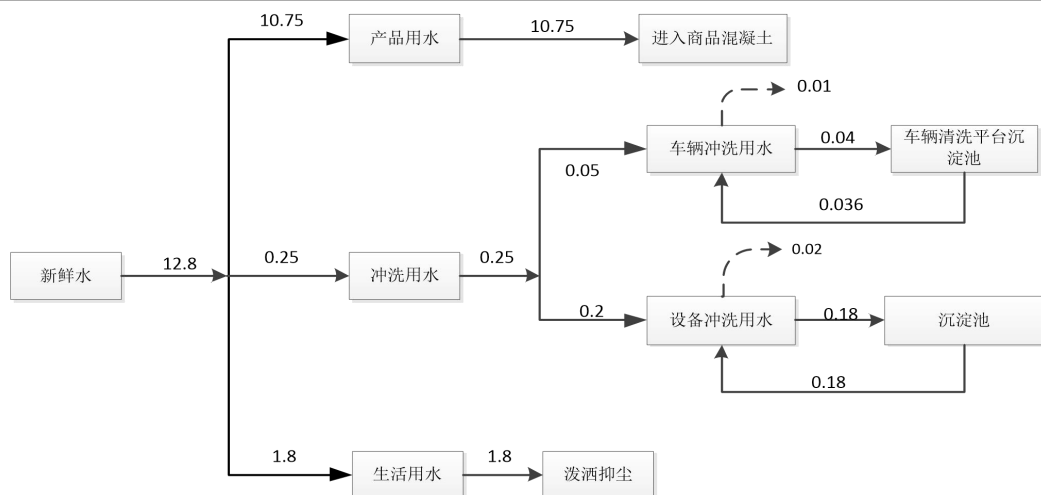 10.75
产品用水
10.75
进入商品混凝土
0.01
车辆冲洗用水
0.04
车辆清洗平台沉
淀池
0.05
0.036
新鲜水
12.8
0.25
冲洗用水
0.25
0.02
0.2
设备冲洗用水
0.18
沉淀池
0.18
1.8
生活用水
1.8
泼洒抑尘